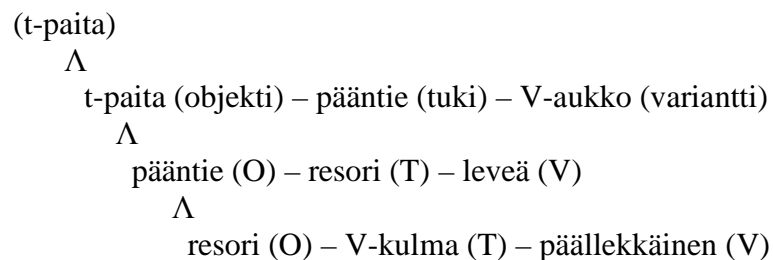 (t-paita)
Λ
t-paita (objekti) – pääntie (tuki) – V-aukko (variantti)
Λ
pääntie (O) – resori (T) – leveä (V)
Λ
resori (O) – V-kulma (T) – päällekkäinen (V)